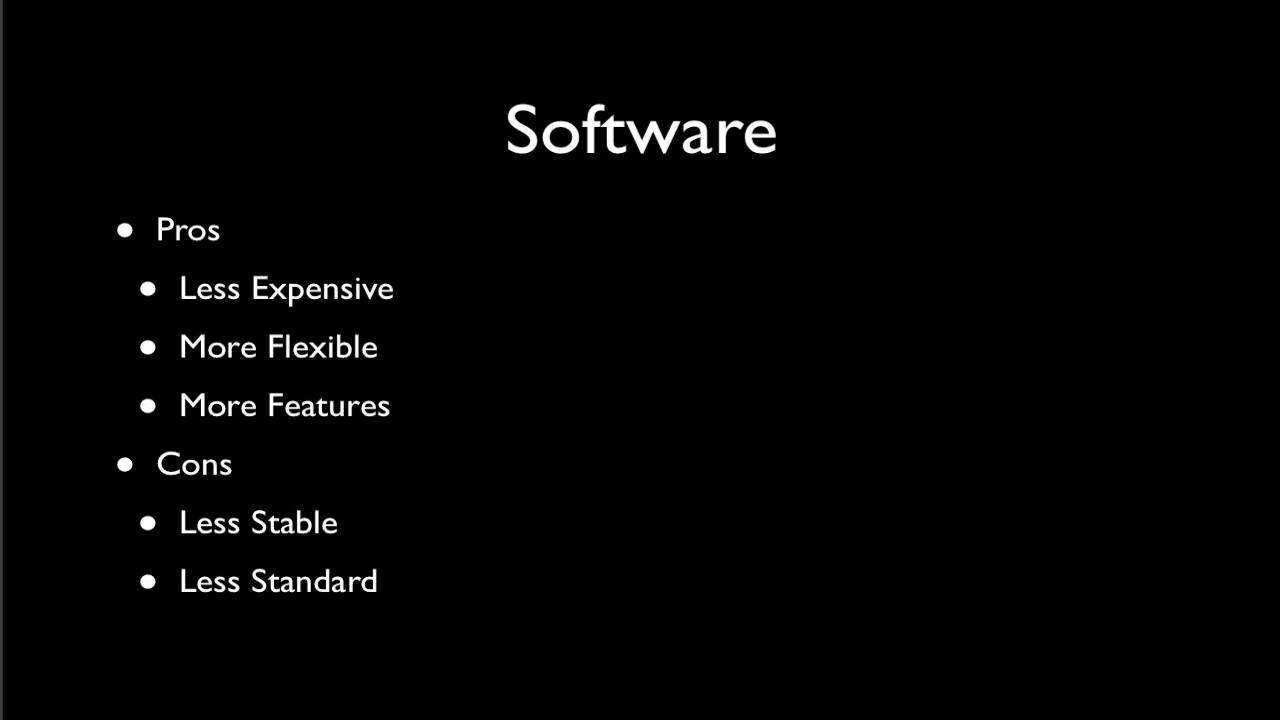 Software
• Pros
• Less Expensive
• More Flexible
• More Features
• Cons
• Less Stable
• Less Standard